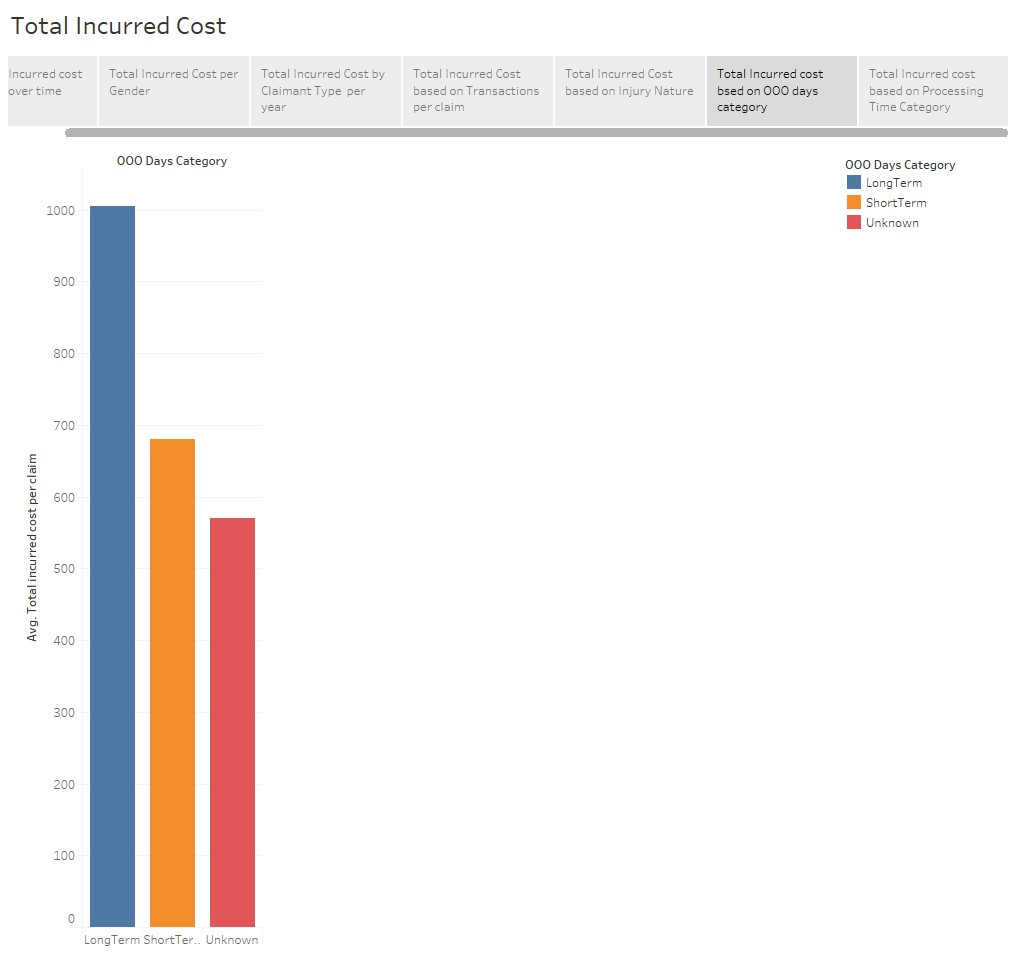 Total Incurred Cost
Incurred cost
over time
Total Incurred Cost per
Gender
Total Incurred Cost by
Claimant Type per
year
Total Incurred Cost
based on Transactions
per claim
Total Incurred Cost
based on Injury Nature
Total Incurred cost
bsed on OOO days
category
Total Incurred cost
based on Processing
Time Category
OOO Days Category
OOO Days Category
LongTerm
ShortTerm
Unknown
Avg. Total incurred cost per claim
1000
900
800
700
600
500
400
300
200
100
0
LongTerm ShortTer.. Unknown